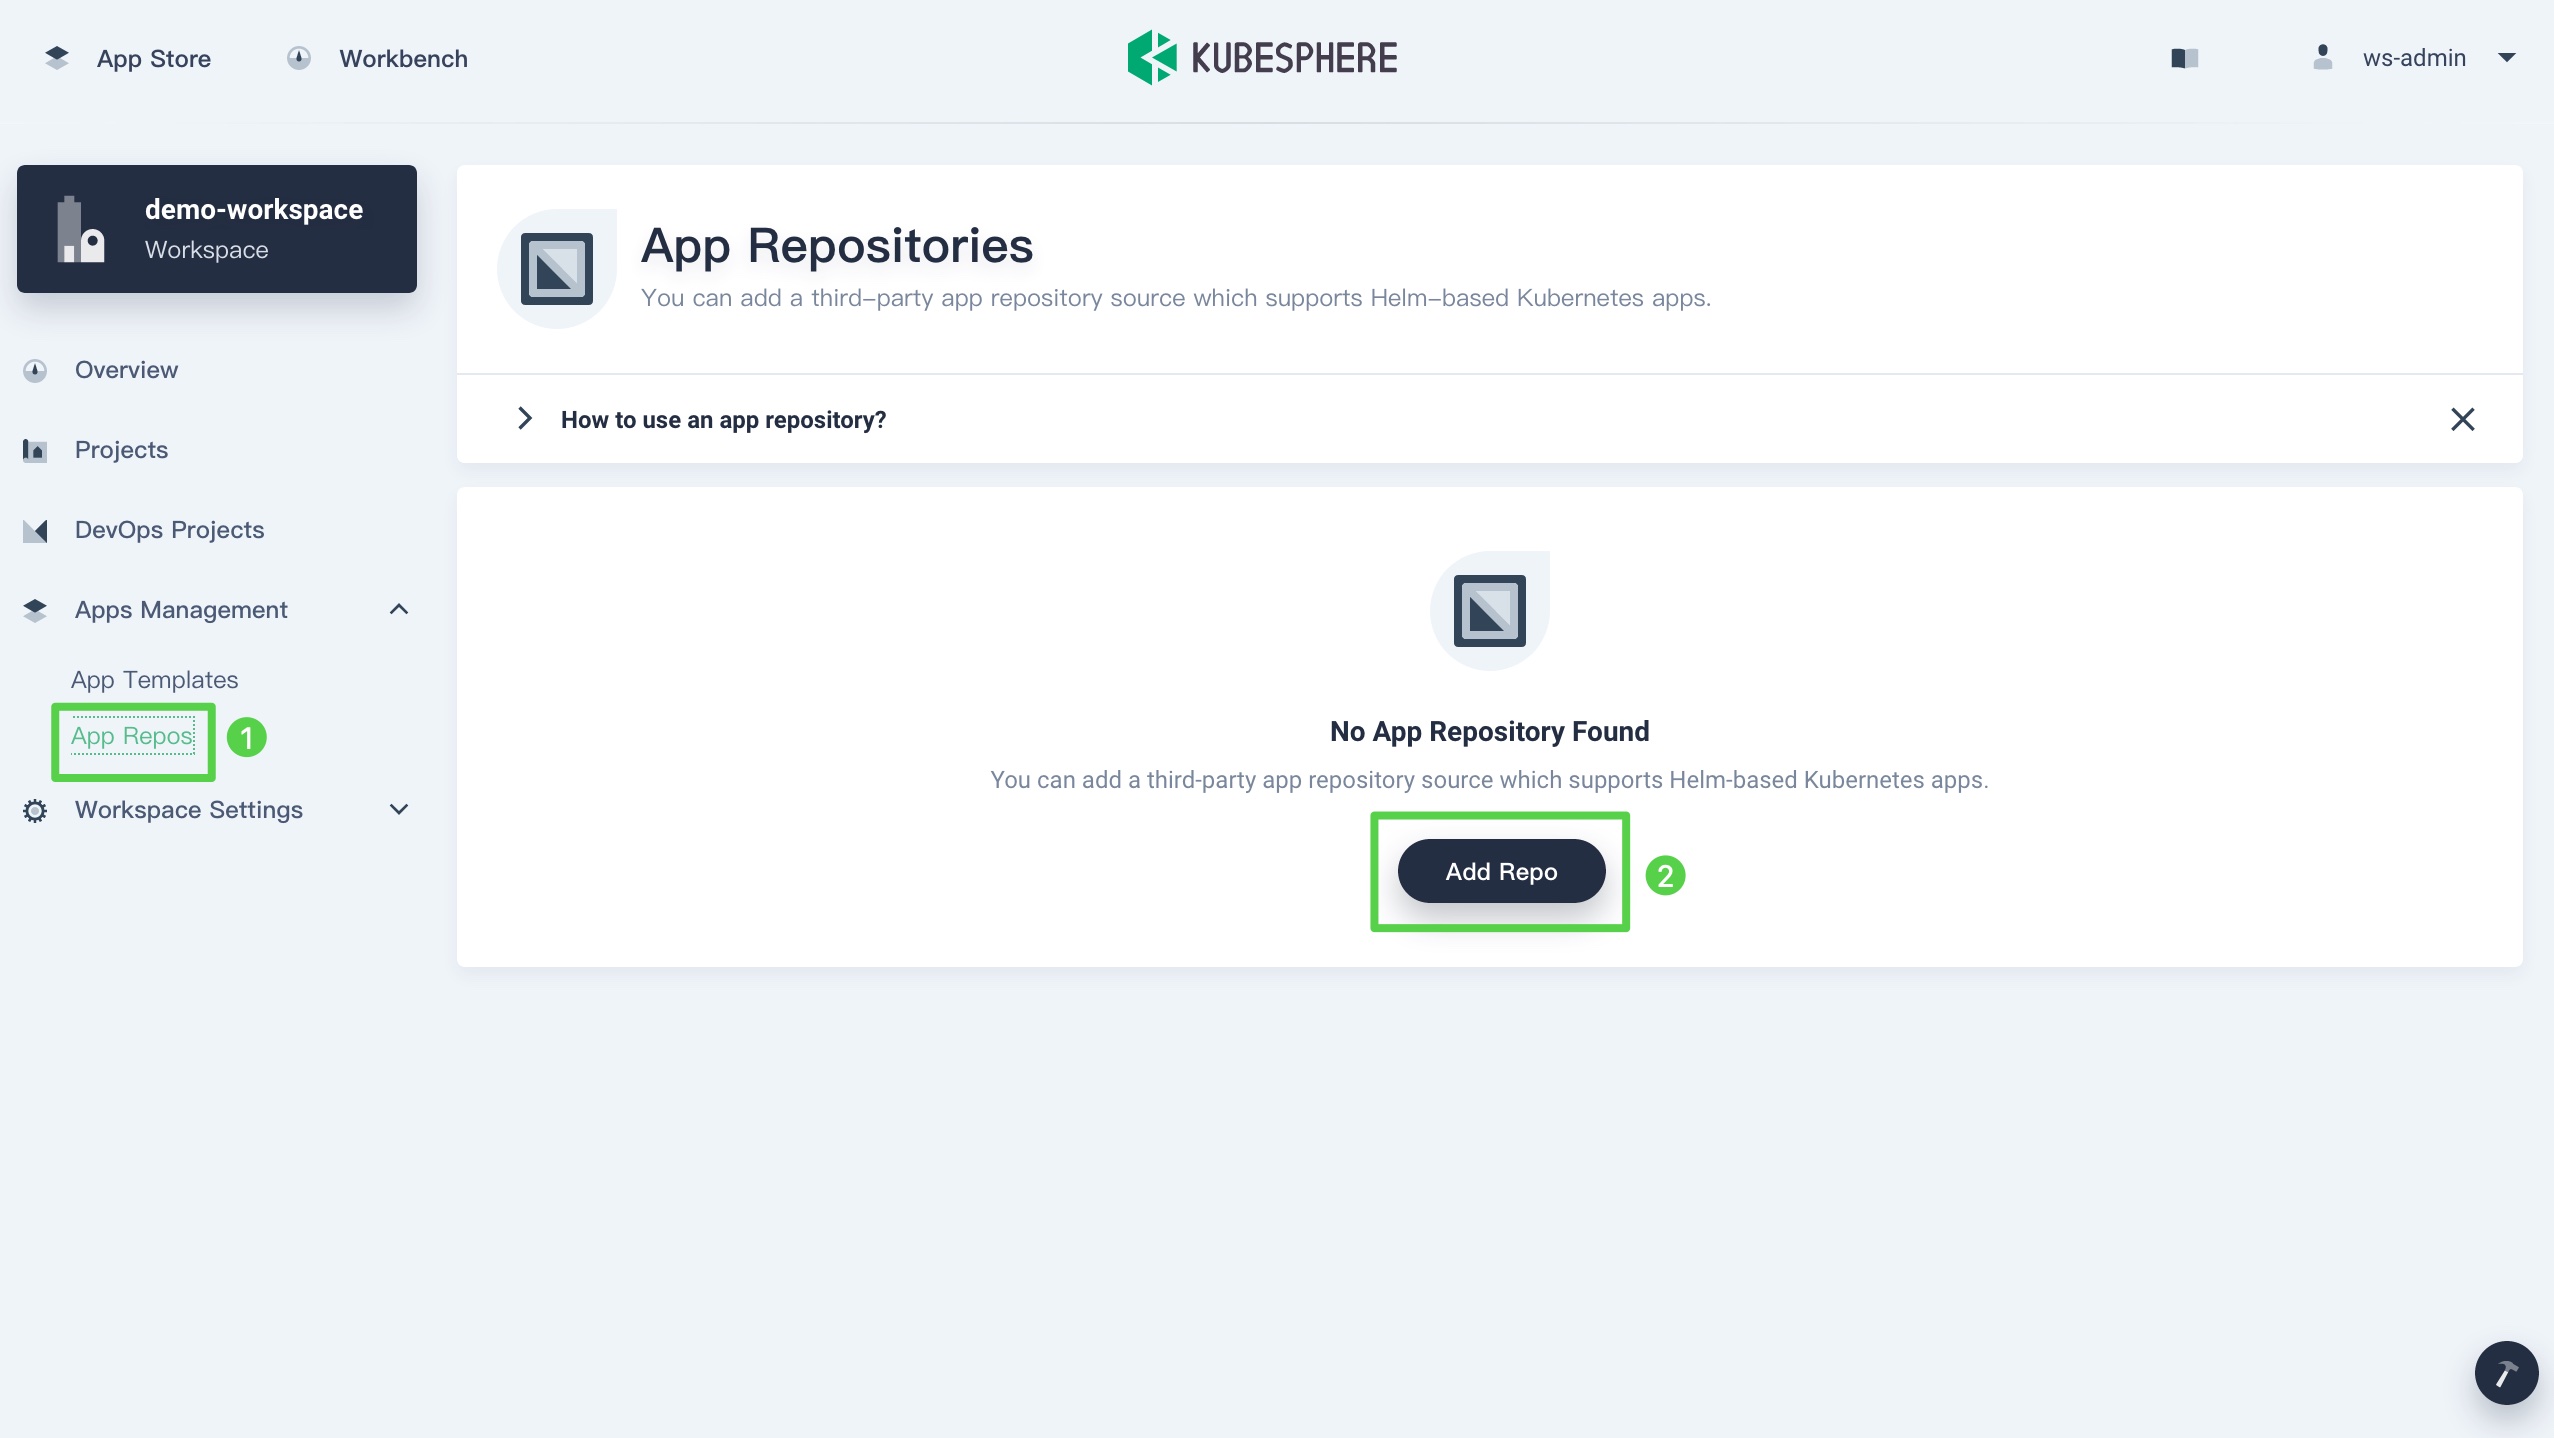 App Store
Workbench
KUBESPHERE
ws-admin
demo-workspace
Workspace
Overview
Projects
DevOps Projects
Apps Management
App Templates
App Repos
1
Workspace Settings
App Repositories
You can add a third-party app repository source which supports Helm-based Kubernetes apps.
How to use an app repository?
No App Repository Found
You can add a third-party app repository source which supports Helm-based Kubernetes apps.
Add Repo
2